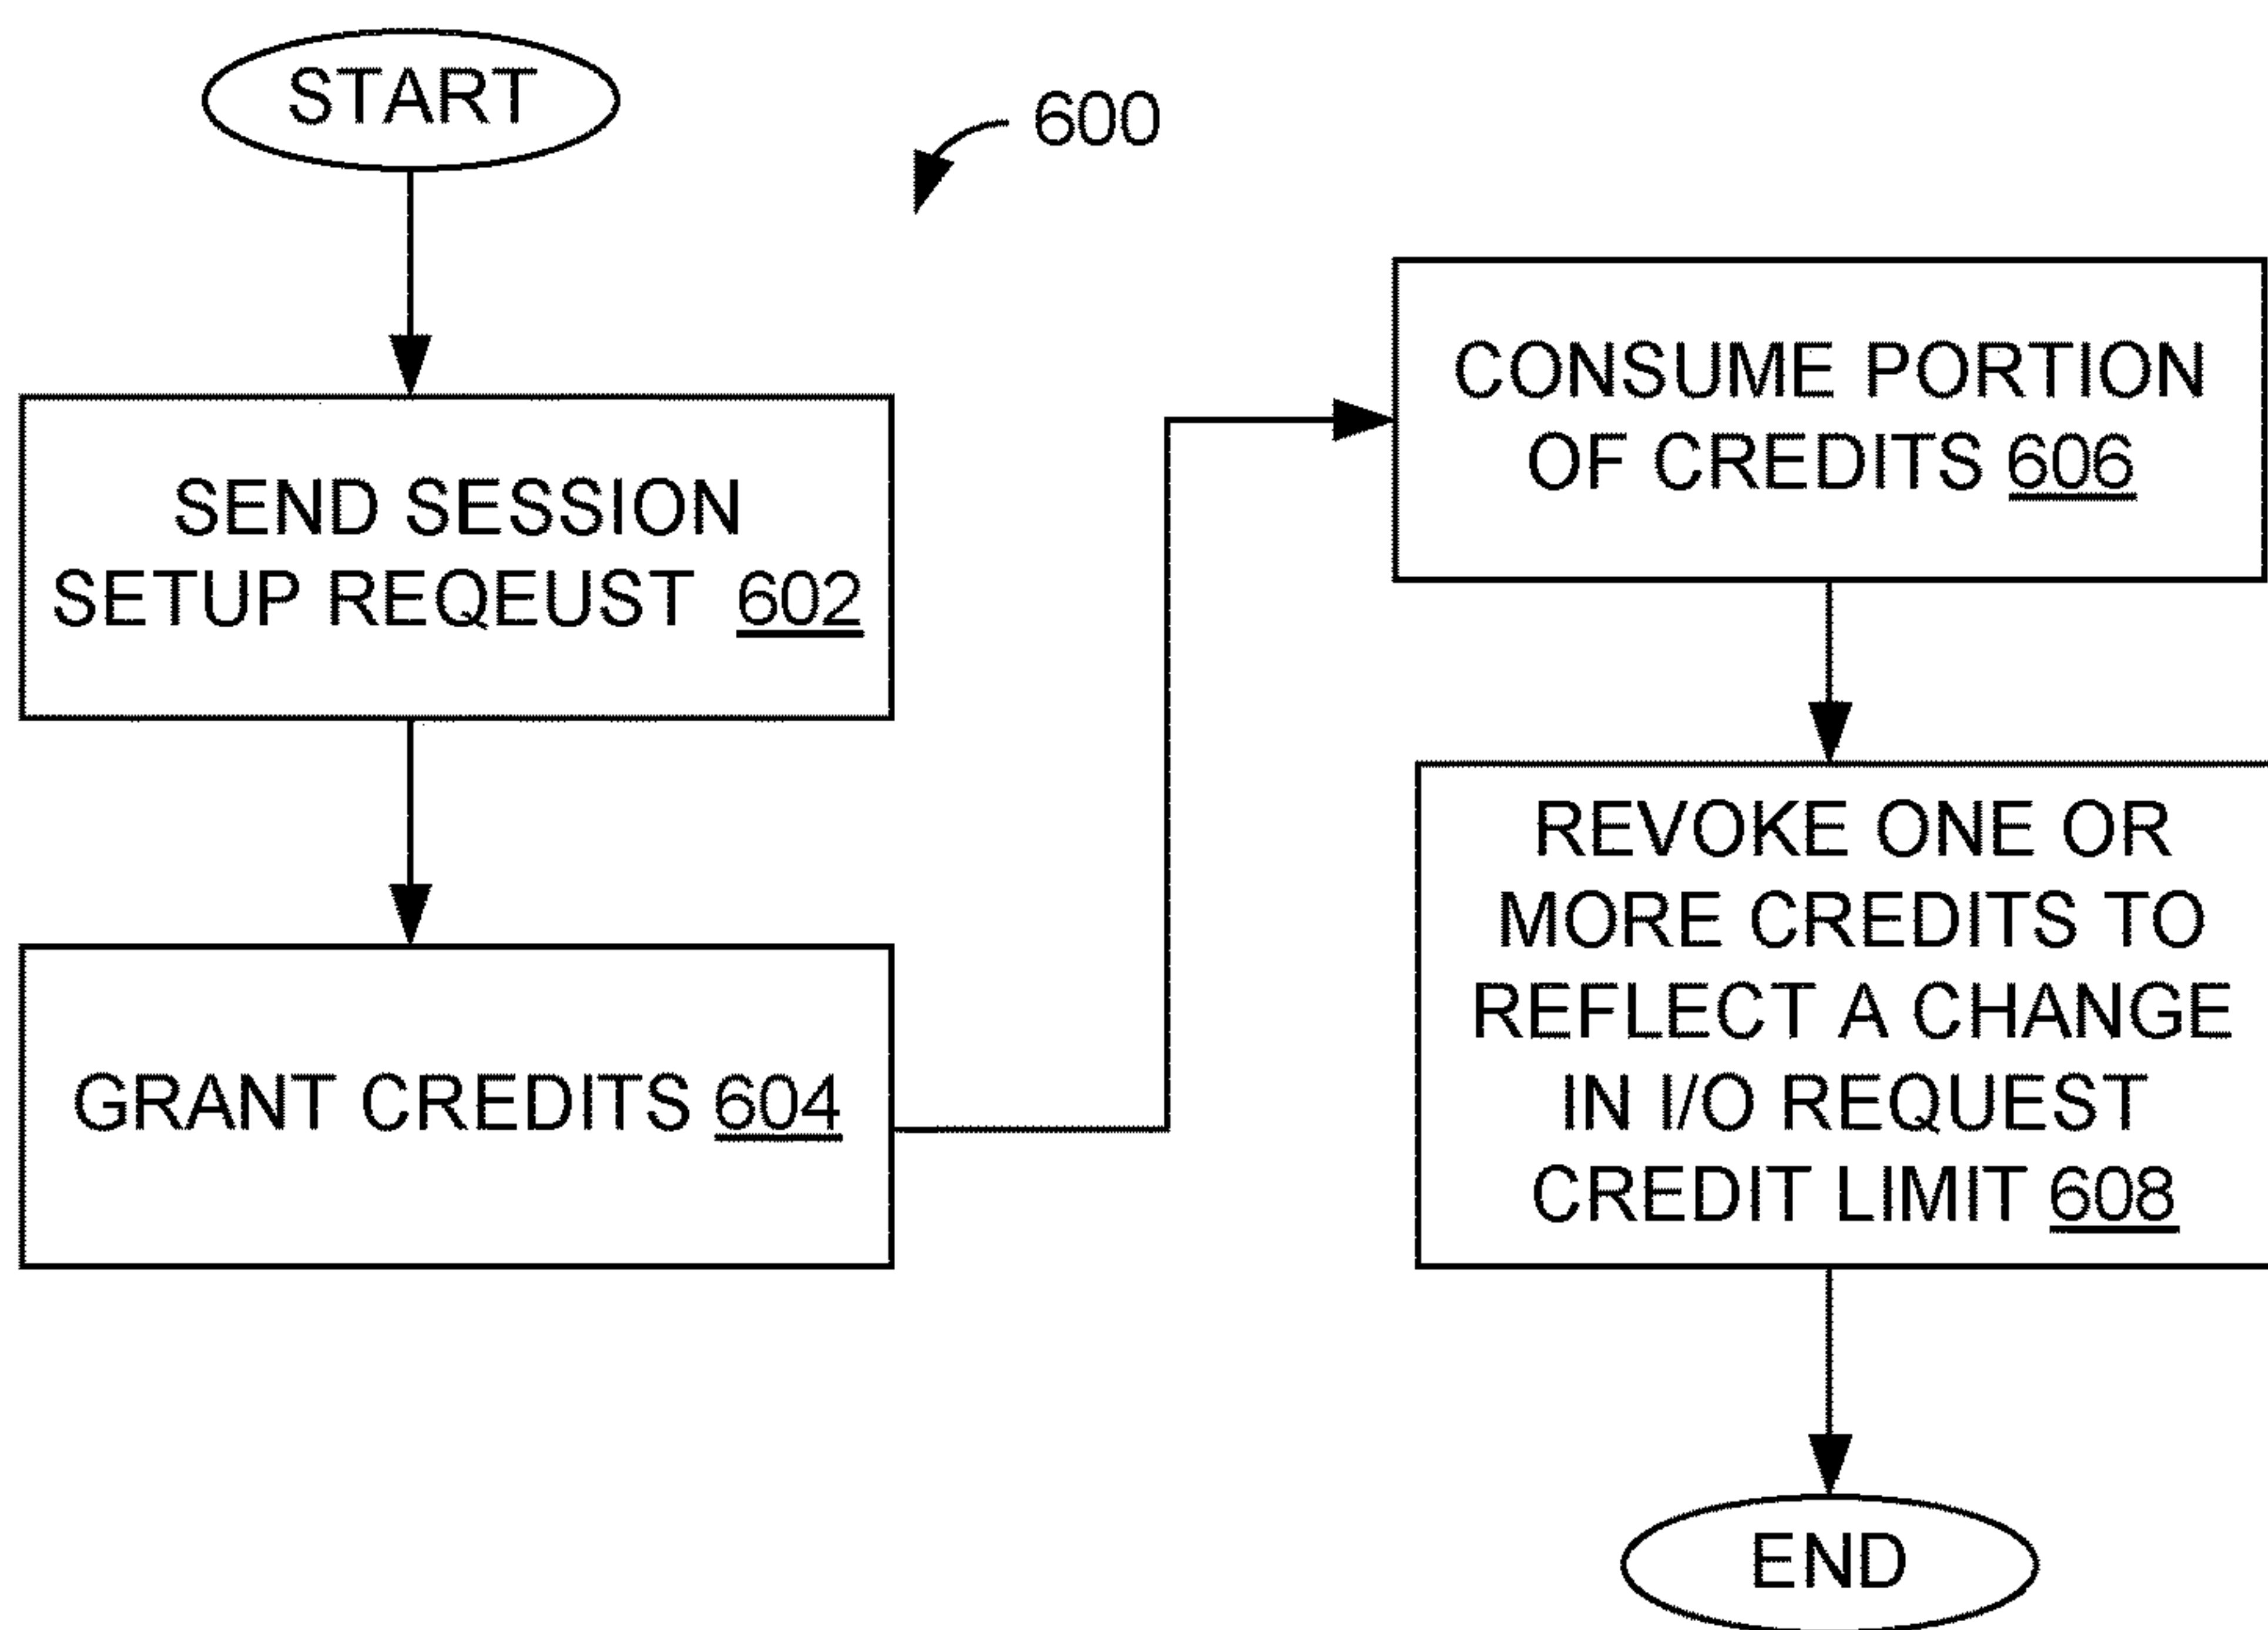 START
600
SEND SESSION
SETUP REQEUST 602
GRANT CREDITS 604
CONSUME PORTION
OF CREDITS 606
REVOKE ONE OR
MORE CREDITS TO
REFLECT A CHANGE
IN I/O REQUEST
CREDIT LIMIT 608
END